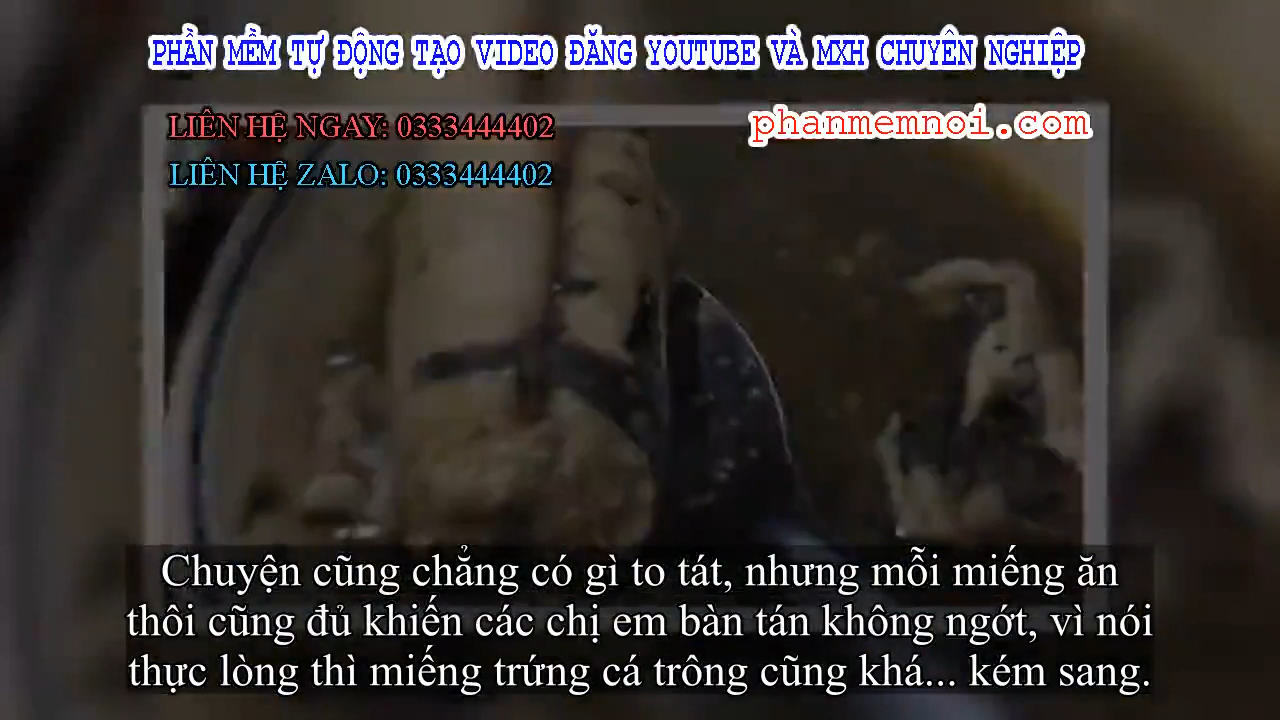 PHẦN MỀM TỰ ĐỘNG TẠO VIDEO ĐĂNG YOUTUBE VÀ MXH CHUYÊN NGHIỆP
LIÊN HỆ NGAY: 0333444402
phanmemnoi.com
LIÊN HỆ ZALO: 0333444402
Chuyện cũng chẳng có gì to tát, nhưng mỗi miếng ăn
thôi cũng đủ khiến các chị em bàn tán không ngớt, vì nói
thực lòng thì miếng trứng cá trông cũng khá... kém sang.